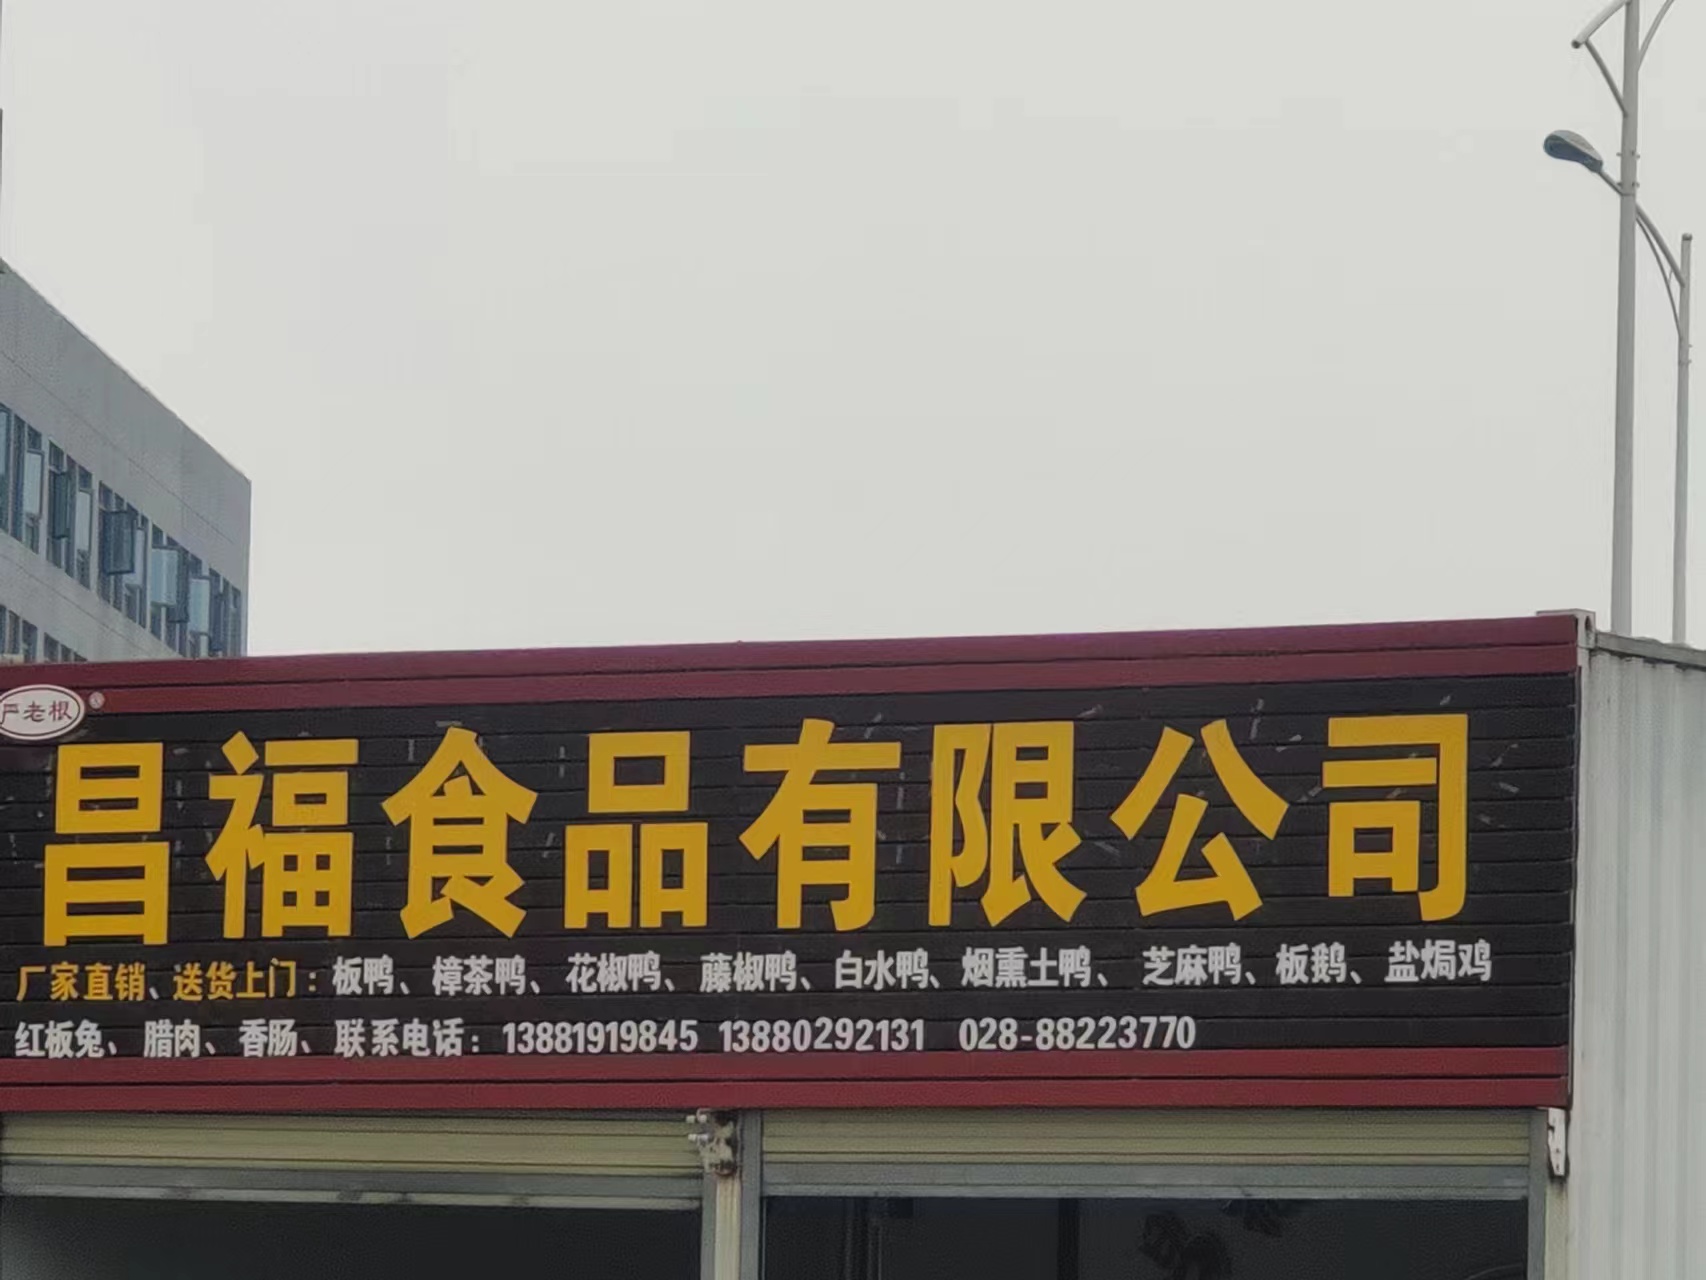 严老根®
昌福食品有限公司
厂家直销、送货上门：板鸭、樟茶鸭、花椒鸭、藤椒鸭、白水鸭、烟熏土鸭、芝麻鸭、板鹅、盐焗鸡
红板兔、腊肉、香肠、联系电话：13881919845 13880292131 028-88223770